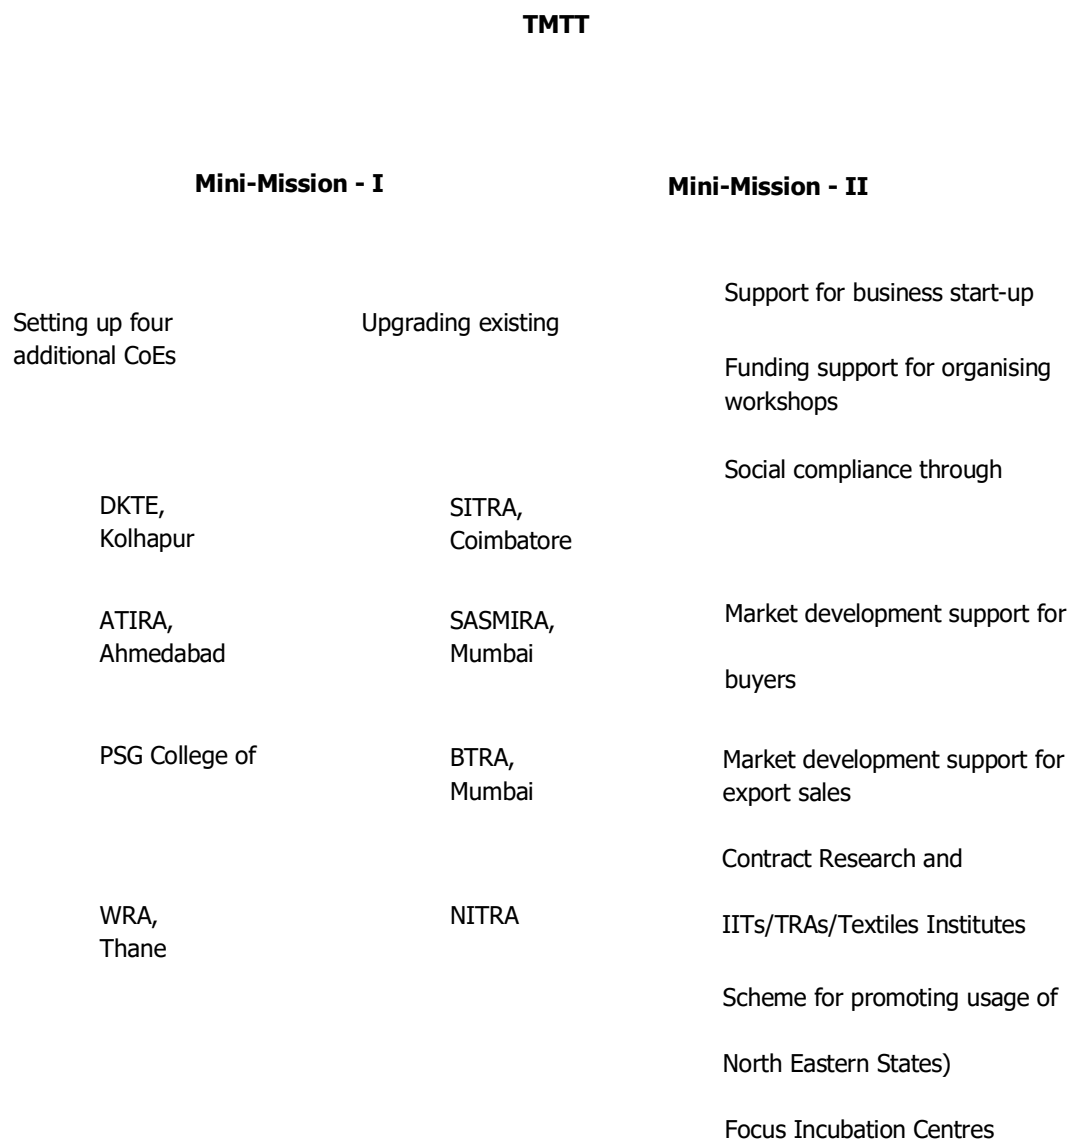 TMTT
Mini-Mission - I
Mini-Mission - II
Setting up four
additional CoEs
Upgrading existing
DKTE,
Kolhapur
SITRA,
Coimbatore
ATIRA,
Ahmedabad
SASMIRA,
Mumbai
PSG College of
BTRA,
Mumbai
WRA,
Thane
NITRA
Support for business start-up
Funding support for organising
workshops
Social compliance through
Market development support for
buyers
Market development support for
export sales
Contract Research and
IITs/TRAs/Textiles Institutes
Scheme for promoting usage of
North Eastern States)
Focus Incubation Centres